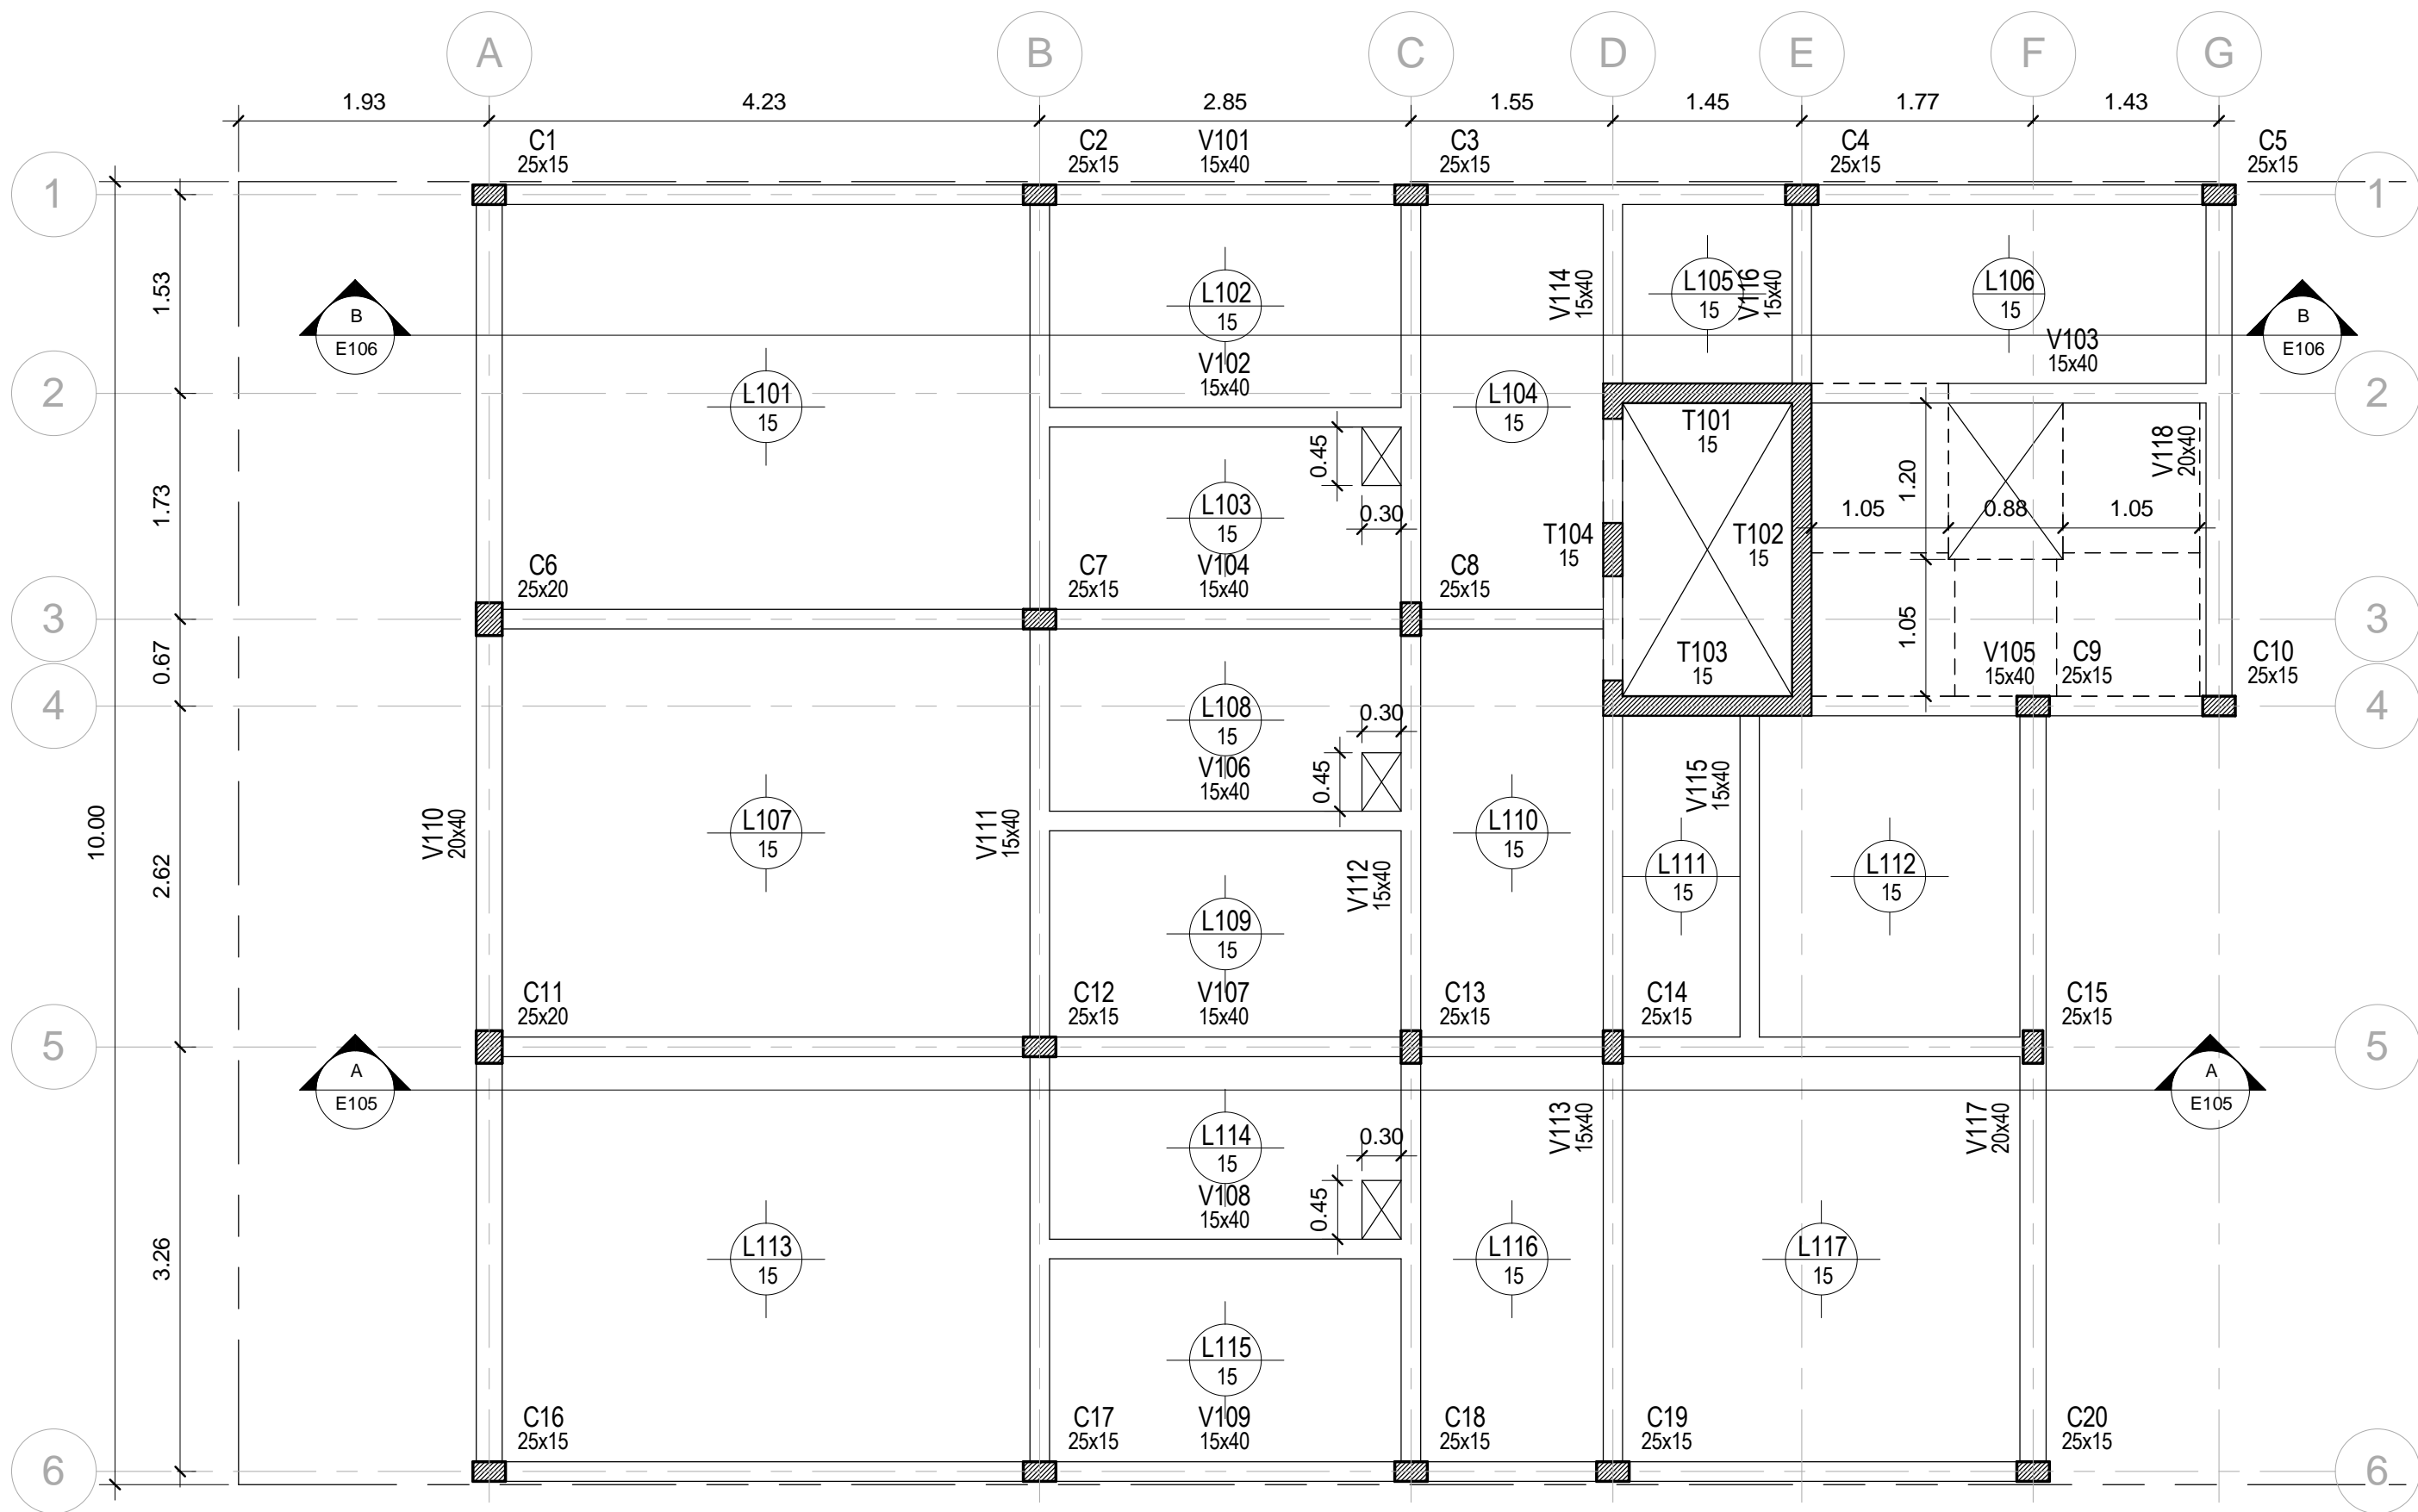 A B C D E F G
1.93 4.23 2.85 1.55 1.45 1.77 1.43
C1 C2 V101 C3 C4 C5
25x15 25x15 15x40 25x15 25x15 25x15
1 1
1.53
V114
15x40
L105
15
V116
15x40
L106
15
L102
15
B
E106
B
E106
V103
15x40
V102
15x40
2 2
L101
15
L104
15
T101
15
0.45
V118
20x40
1.20
1.73
L103
15
0.30
1.05 0.88 1.05
T104
15
T102
15
C6 C7 V104 C8
25x20 25x15 15x40 25x15
3 3
1.05
0.67
T103
15
V105
15x40
C9
25x15
C10
25x15
4 4
L108
15
0.30
V106
15x40
0.45
V115
15x40
10.00
V110
20x40
L107
15
V111
15x40
L110
15
2.62
V112
15x40
L111
15
L112
15
L109
15
C11 C12 V107 C13 C14 C15
25x20 25x15 15x40 25x15 25x15 25x15
5 5
A
E105
A
E105
L114
15
0.30
V113
15x40
V117
20x40
V108
15x40
0.45
3.26
L113
15
L116
15
L117
15
L115
15
C16 C17 V109 C18 C19 C20
25x15 25x15 15x40 25x15 25x15 25x15
6 6